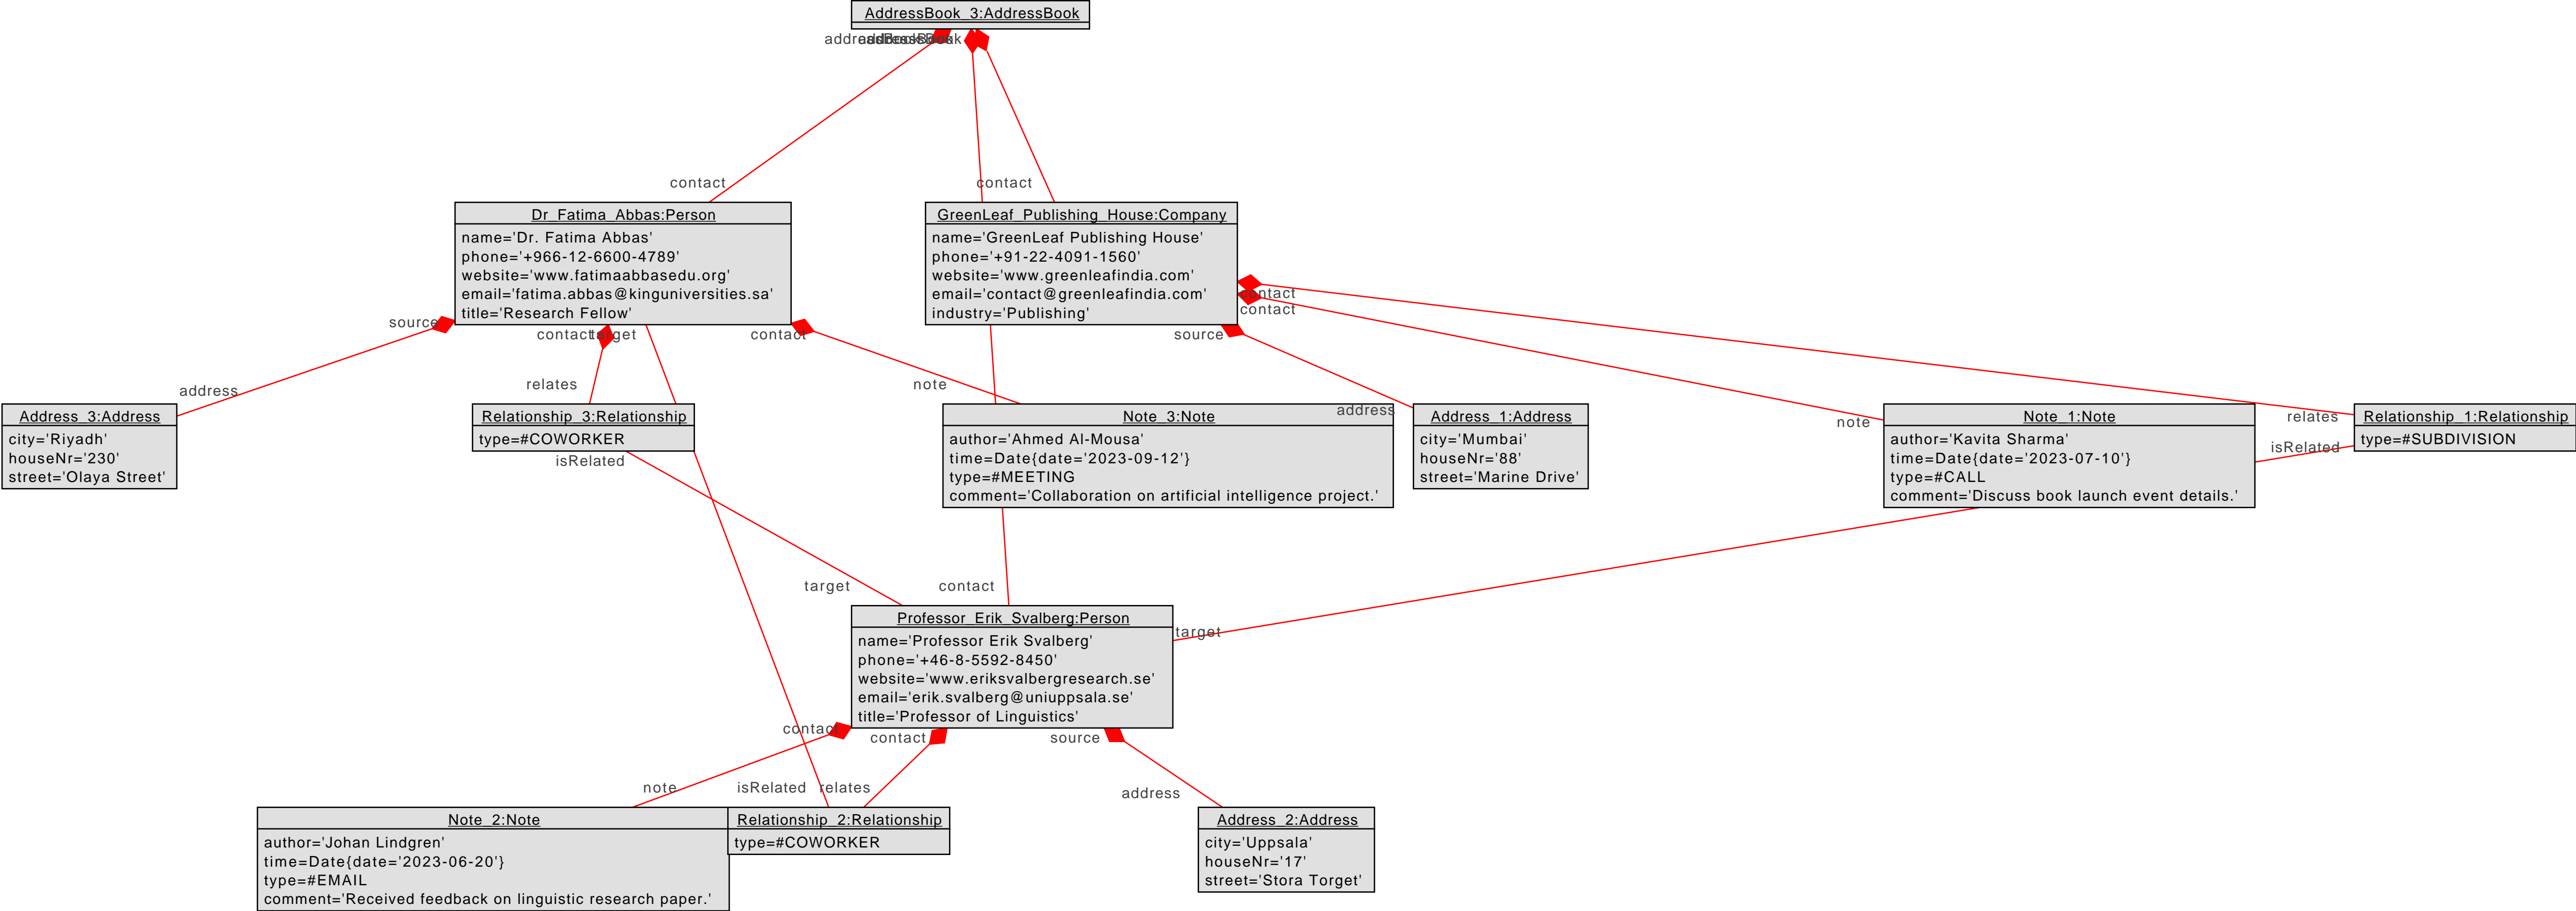 AddressBook_3:AddressBook
addressBook
addressBook
addressBook
contact
contact
Dr_Fatima_Abbas:Person
name='Dr. Fatima Abbas'
phone='+966-12-6600-4789'
website='www.fatimaabbasedu.org'
email='fatima.abbas@kinguniversities.sa'
title='Research Fellow'
GreenLeaf_Publishing_House:Company
name='GreenLeaf Publishing House'
phone='+91-22-4091-1560'
website='www.greenleafindia.com'
email='contact@greenleafindia.com'
industry='Publishing'
contact
contact
source
contact
target
contact
source
address
relates
note
address
note
relates
isRelated
Address_3:Address
city='Riyadh'
houseNr='230'
street='Olaya Street'
Relationship_3:Relationship
type=#COWORKER
isRelated
Note_3:Note
author='Ahmed Al-Mousa'
time=Date{date='2023-09-12'}
type=#MEETING
comment='Collaboration on artificial intelligence project.'
Address_1:Address
city='Mumbai'
houseNr='88'
street='Marine Drive'
Note_1:Note
author='Kavita Sharma'
time=Date{date='2023-07-10'}
type=#CALL
comment='Discuss book launch event details.'
Relationship_1:Relationship
type=#SUBDIVISION
target
contact
target
Professor_Erik_Svalberg:Person
name='Professor Erik Svalberg'
phone='+46-8-5592-8450'
website='www.eriksvalbergresearch.se'
email='erik.svalberg@uniuppsala.se'
title='Professor of Linguistics'
contact
contact
source
note
isRelated
relates
address
Note_2:Note
author='Johan Lindgren'
time=Date{date='2023-06-20'}
type=#EMAIL
comment='Received feedback on linguistic research paper.'
Relationship_2:Relationship
type=#COWORKER
Address_2:Address
city='Uppsala'
houseNr='17'
street='Stora Torget'